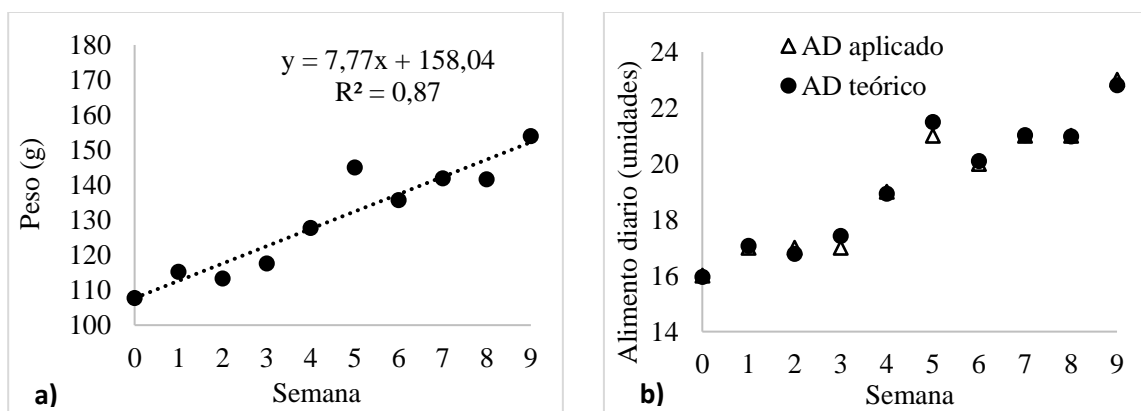 180
170
160
150
140
130
120
110
100
Peso (g)
y = 7,77x + 158,04
R² = 0,87
0 1 2 3 4 5 6 7 8 9
Semana
a)
24
22
20
18
16
14
Alimento diario (unidades)
AD aplicado
AD teórico
0 1 2 3 4 5 6 7 8 9
Semana
b)